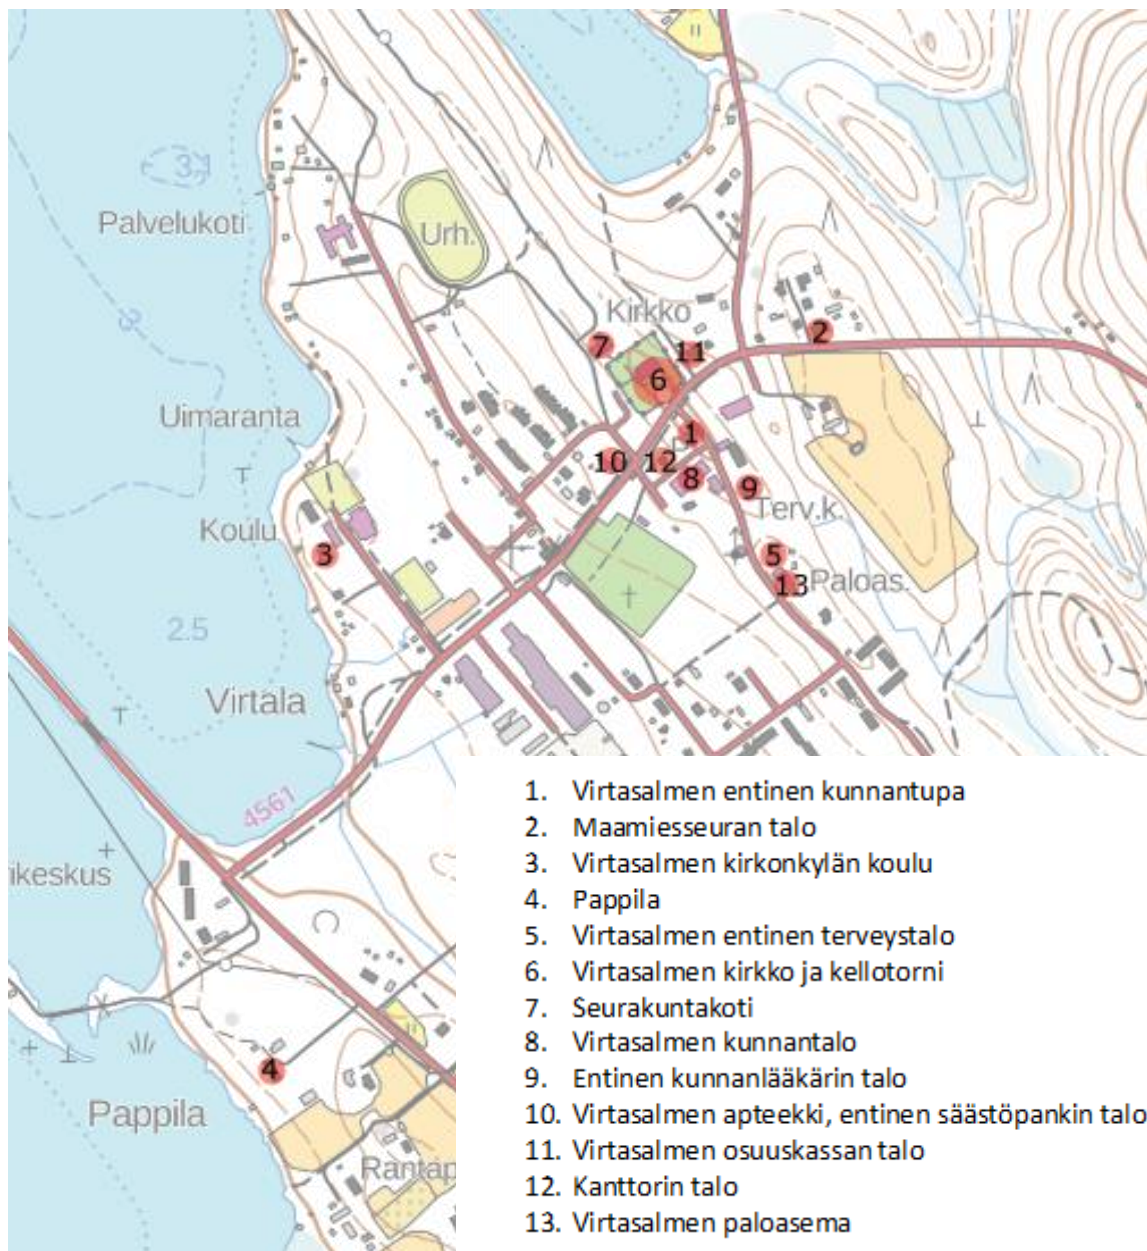 Palvelukoti
3.1
3
Urh.
Kirkko
2
7
11
6
Uimaranta
1
10
12
8
9
Koulu
Terv.k.
3
5
13
Paloas.
2.5
Virtala
4561
ikeskus
4
Pappila
Rantap
1. Virtasalmen entinen kunnantupa
2. Maamiesseuran talo
3. Virtasalmen kirkonkylän koulu
4. Pappila
5. Virtasalmen entinen terveystalo
6. Virtasalmen kirkko ja kellotorni
7. Seurakuntakoti
8. Virtasalmen kunnantalo
9. Entinen kunnanlääkärin talo
10. Virtasalmen apteekki, entinen säästöpankin talo
11. Virtasalmen osuuskassan talo
12. Kanttorin talo
13. Virtasalmen paloasema